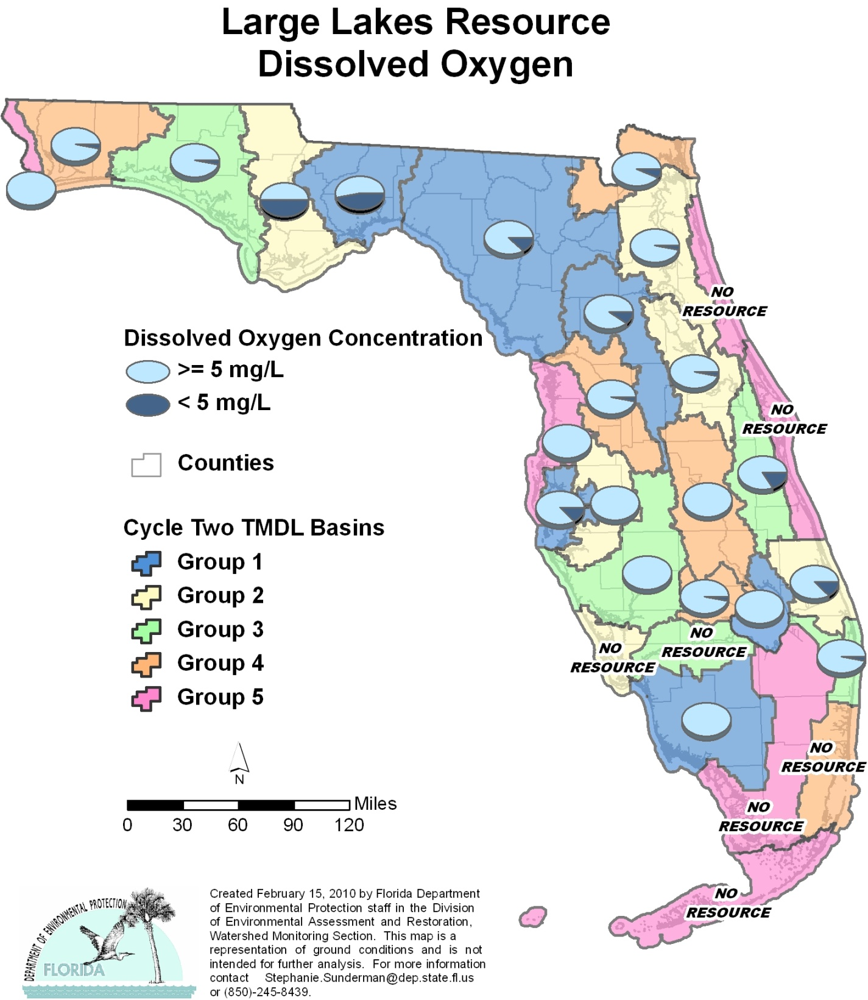 Large Lakes Resource
Dissolved Oxygen
NO
RESOURCE
Dissolved Oxygen Concentration
>= 5 mg/L
< 5 mg/L
NO
RESOURCE
Counties
Cycle Two TMDL Basins
Group 1
Group 2
Group 3
Group 4
Group 5
NO
RESOURCE
NO
RESOURCE
NO
RESOURCE
NO
RESOURCE
NO
RESOURCE
N
Miles
0 30 60 90 120
DEPARTMENT OF ENVIRONMENTAL PROTECTION
FLORIDA
Created February 15, 2010 by Florida Department
of Environmental Protection staff in the Division
of Environmental Assessment and Restoration,
Watershed Monitoring Section. This map is a
representation of ground conditions and is not
intended for further analysis. For more information
contact Stephanie.Sunderman@dep.state.fl.us
or (850)-245-8439.